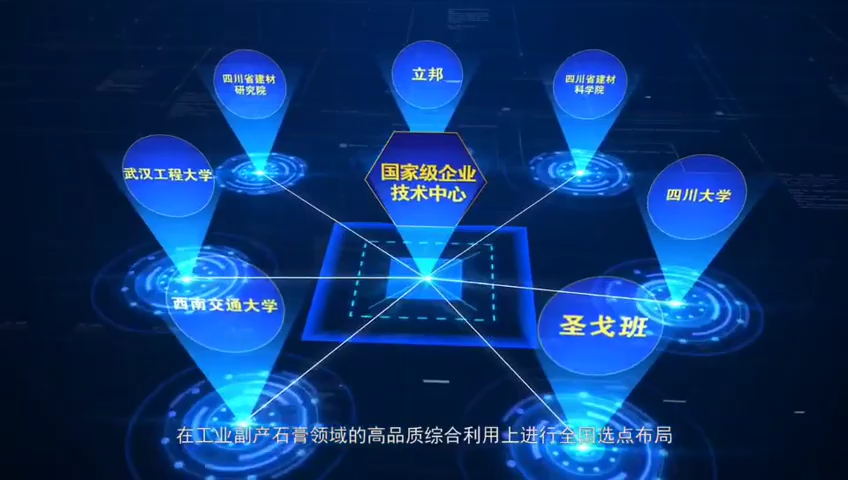 四川省建材
研究院
立邦
四川省建材
科学院
武汉工程大学
国家级企业
技术中心
四川大学
西南交通大学
圣戈班
在工业副产石膏领域的高品质综合利用上进行全国选点布局